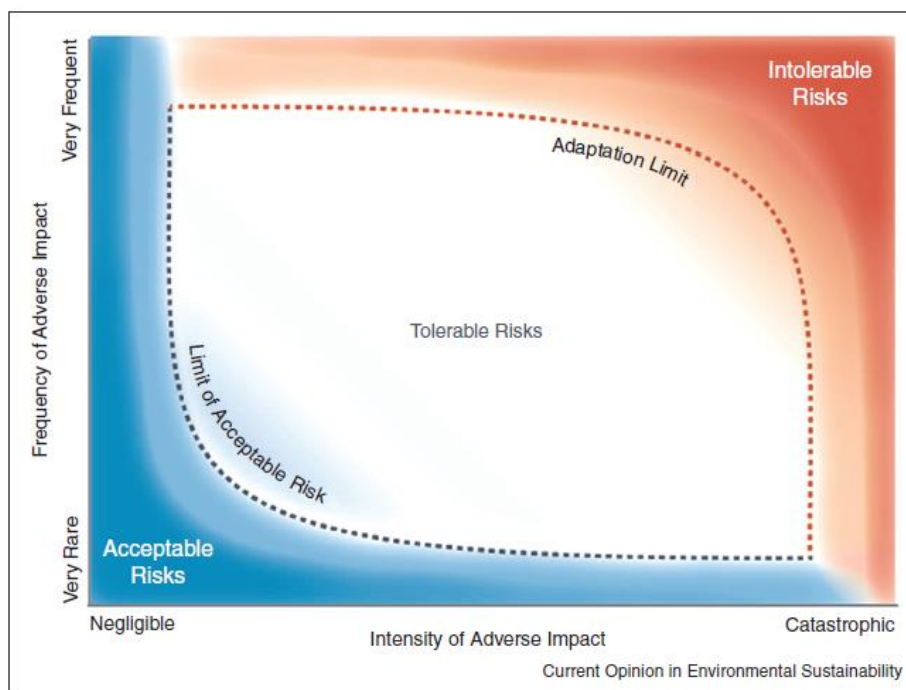 Very Frequent
Frequency of Adverse Impact
Very Rare
Intolerable
Risks
Adaptation Limit
Tolerable Risks
Limit of Acceptable Risk
Acceptable
Risks
Negligible
Intensity of Adverse Impact
Catastrophic
Current Opinion in Environmental Sustainability